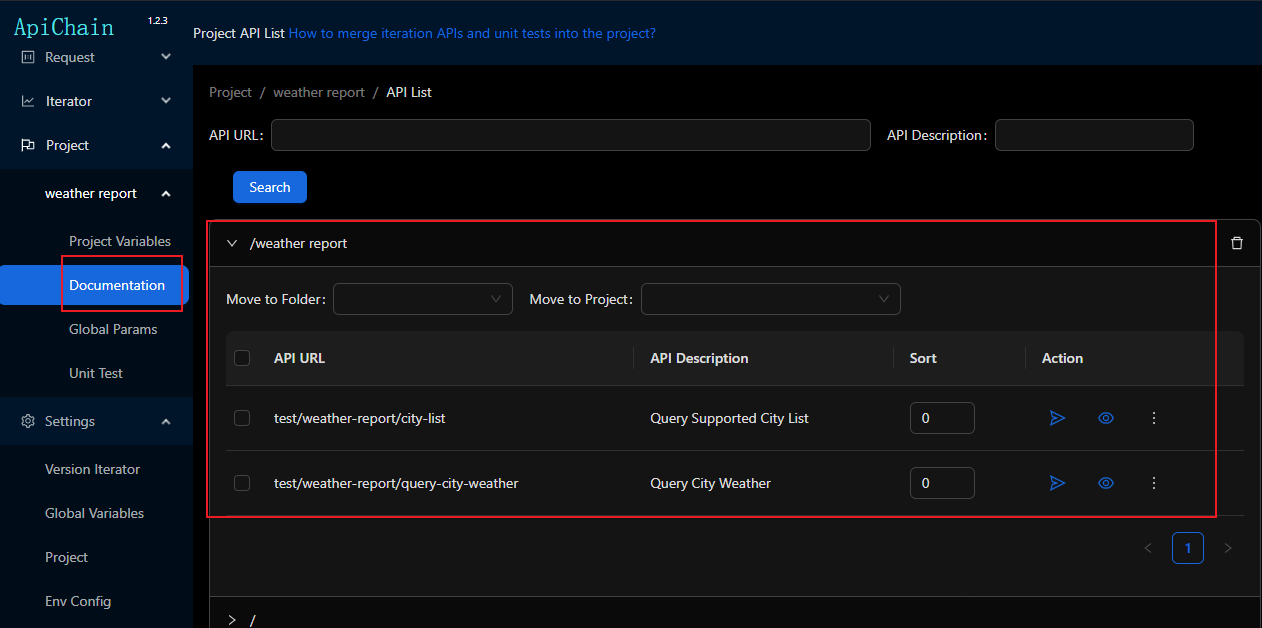 ApiChain 1.2.3
Project API List How to merge iteration APIs and unit tests into the project?
Request
Iterator
Project
weather report
Project Variables
Documentation
Global Params
Unit Test
Settings
Version Iterator
Global Variables
Project
Env Config
Project / weather report / API List
API URL: API Description:
Search
/weather report
Move to Folder: Move to Project:
API URL API Description Sort Action
test/weather-report/city-list Query Supported City List 0
test/weather-report/query-city-weather Query City Weather 0
1
/